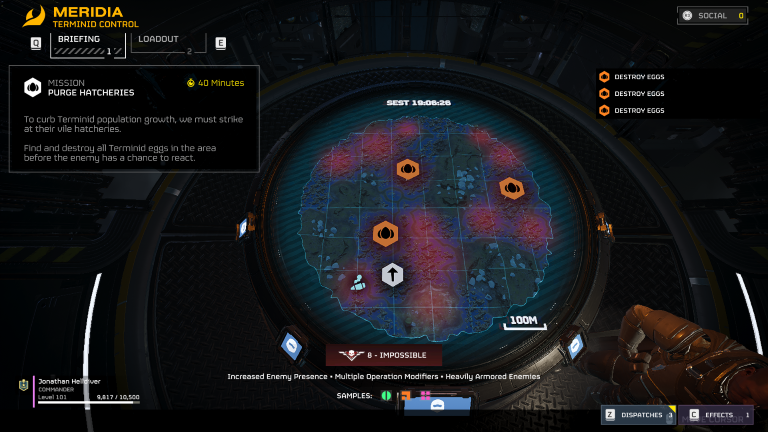 MERIDIA
TERMINID CONTROL
SOCIAL 0
Q
BRIEFING
1
LOADOUT
2
E
MISSION
PURGE HATCHERIES
40 Minutes
To curb Terminid population growth, we must strike
at their vile hatcheries.
Find and destroy all Terminid eggs in the area
before the enemy has a chance to react.
DESTROY EGGS
DESTROY EGGS
DESTROY EGGS
SEST 19:06:26
100M
8 - IMPOSSIBLE
Increased Enemy Presence • Multiple Operation Modifiers • Heavily Armored Enemies
SAMPLES:
Jonathan Helldiver
COMMANDER
Level 101
9,817 / 10,500
Z
DISPATCHES 3
C
EFFECTS 1